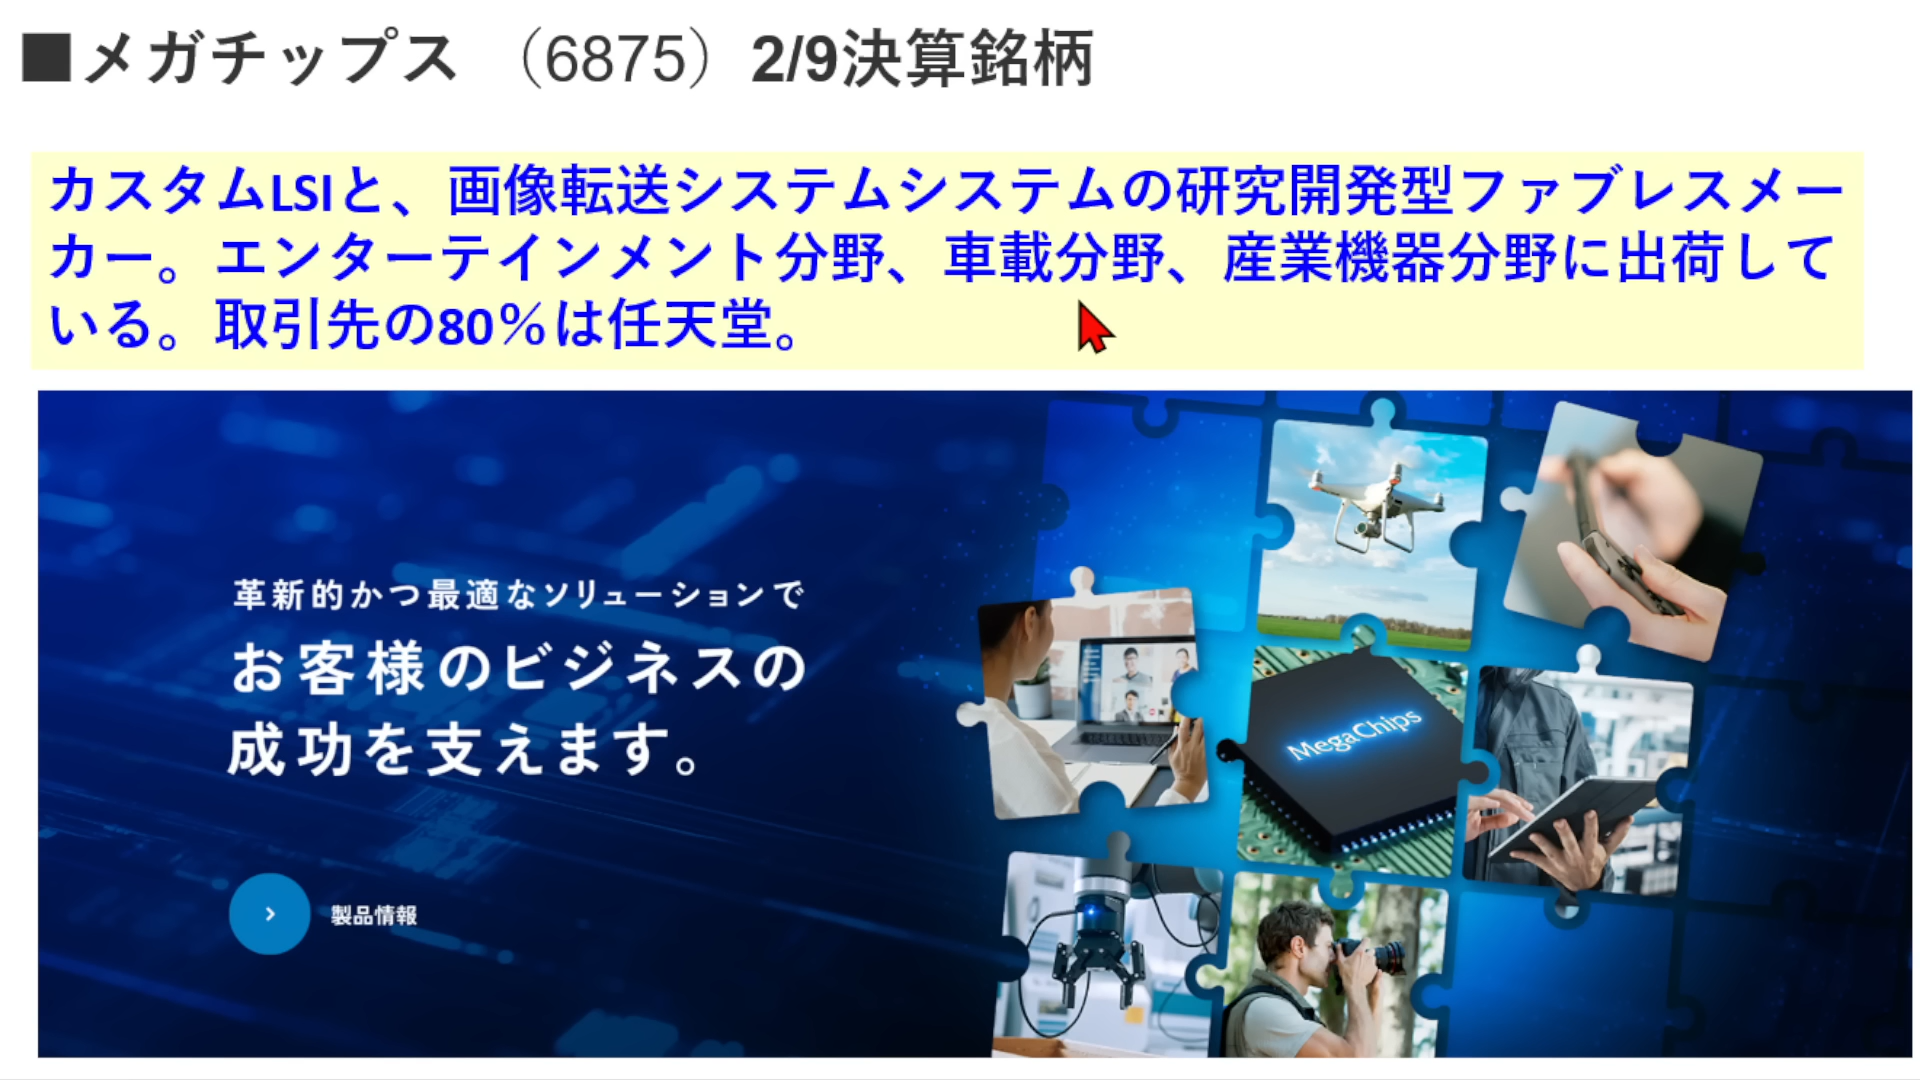 ■メガチップス （6875）2/9決算銘柄
カスタムLSIと、画像転送システムシステムの研究開発型ファブレスメー
カー。エンターテインメント分野、車載分野、産業機器分野に出荷して
いる。取引先の80％は任天堂。
革新的かつ最適なソリューションで
お客様のビジネスの
成功を支えます。
MegaChips
製品情報